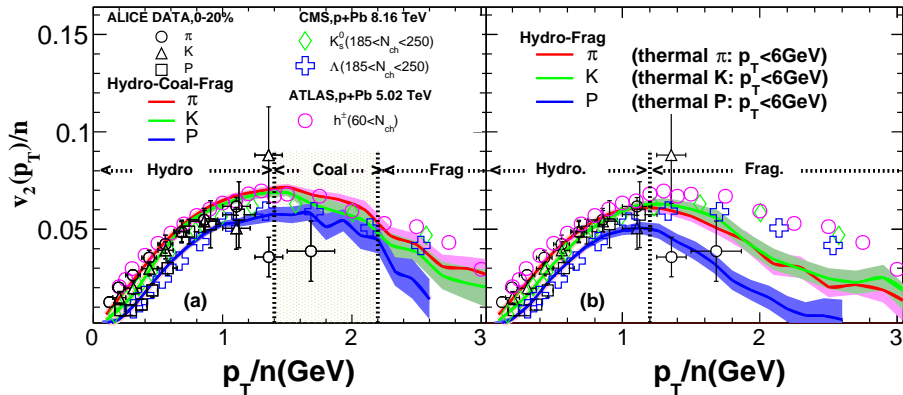 ALICE DATA,0-20%
π
K
P
Hydro-Coal-Frag
π
K
P
CMS,p+Pb 8.16 TeV
K_s^0(185<N_ch<250)
Λ(185<N_ch<250)
ATLAS,p+Pb 5.02 TeV
h^±(60<N_ch)
Hydro
Coal
Frag
(a)
v_2(p_T)/n
0.15
0.1
0.05
0
1
2
3
p_T/n(GeV)
Hydro-Frag
π (thermal π: p_T<6GeV)
K (thermal K: p_T<6GeV)
P (thermal P: p_T<6GeV)
Hydro.
Frag.
(b)
0
1
2
3
p_T/n(GeV)